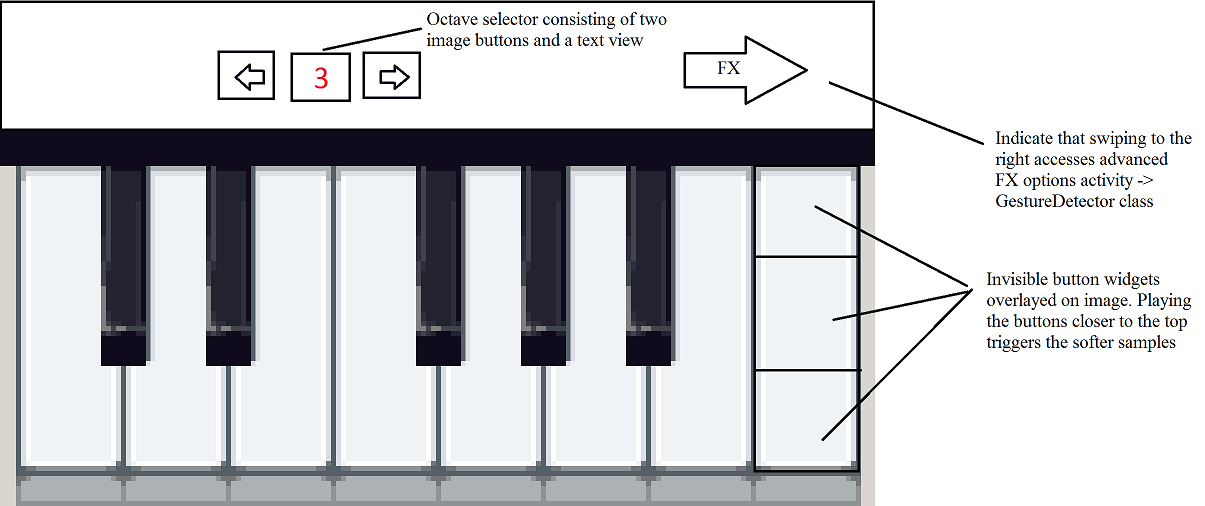 Octave selector consisting of two
image buttons and a text view
3
FX
Indicate that swiping to the
right accesses advanced
FX options activity ->
GestureDetector class
Invisible button widgets
overlayed on image. Playing
the buttons closer to the top
triggers the softer samples